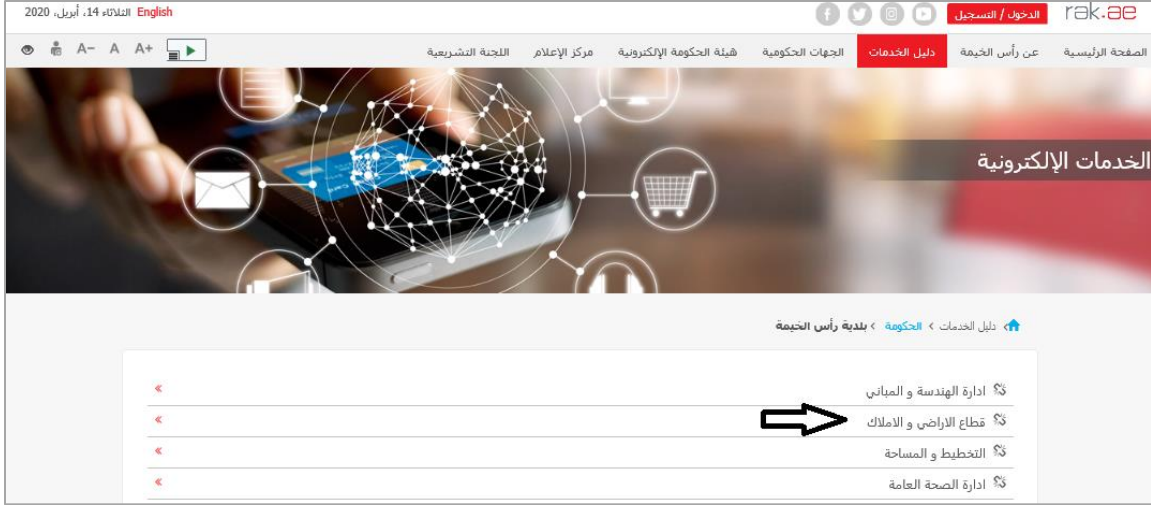 rak.ae الدخول / التسجيل English الثلاثاء 14، أبريل، 2020
الصفحة الرئيسية عن رأس الخيمة دليل الخدمات الجهات الحكومية هيئة الحكومة الإلكترونية مركز الإعلام اللجنة التشريعية A+ A A-
الخدمات الإلكترونية
دليل الخدمات › الحكومة › بلدية رأس الخيمة
ادارة الهندسة و المباني
قطاع الاراضي و الاملاك
التخطيط و المساحة
ادارة الصحة العامة